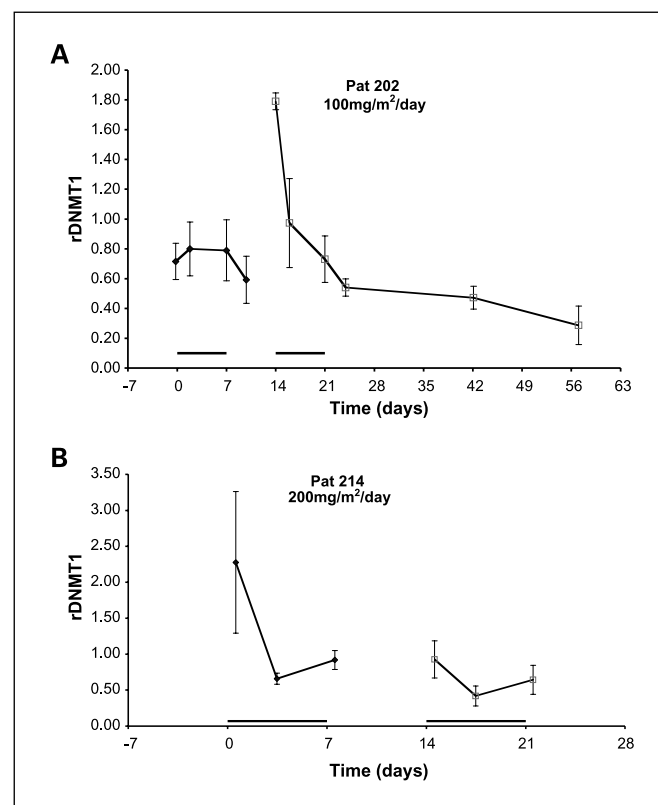 A
Pat 202
100mg/m²/day
rDNMT1
2.00
1.80
1.60
1.40
1.20
1.00
0.80
0.60
0.40
0.20
0.00
-7 0 7 14 21 28 35 42 49 56 63
Time (days)
B
Pat 214
200mg/m²/day
rDNMT1
3.50
3.00
2.50
2.00
1.50
1.00
0.50
0.00
-7 0 7 14 21 28
Time (days)